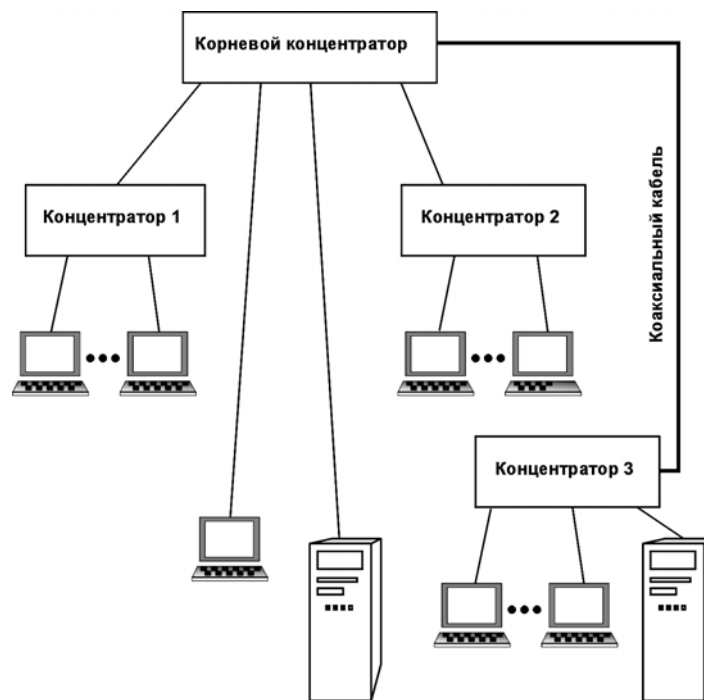 Корневой концентратор
Концентратор 1
Концентратор 2
Коаксиальный кабель
Концентратор 3